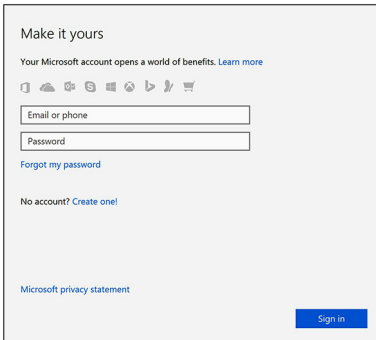 Make it yours
Your Microsoft account opens a world of benefits. Learn more
Email or phone
Password
Forgot my password
No account? Create one!
Microsoft privacy statement
Sign in